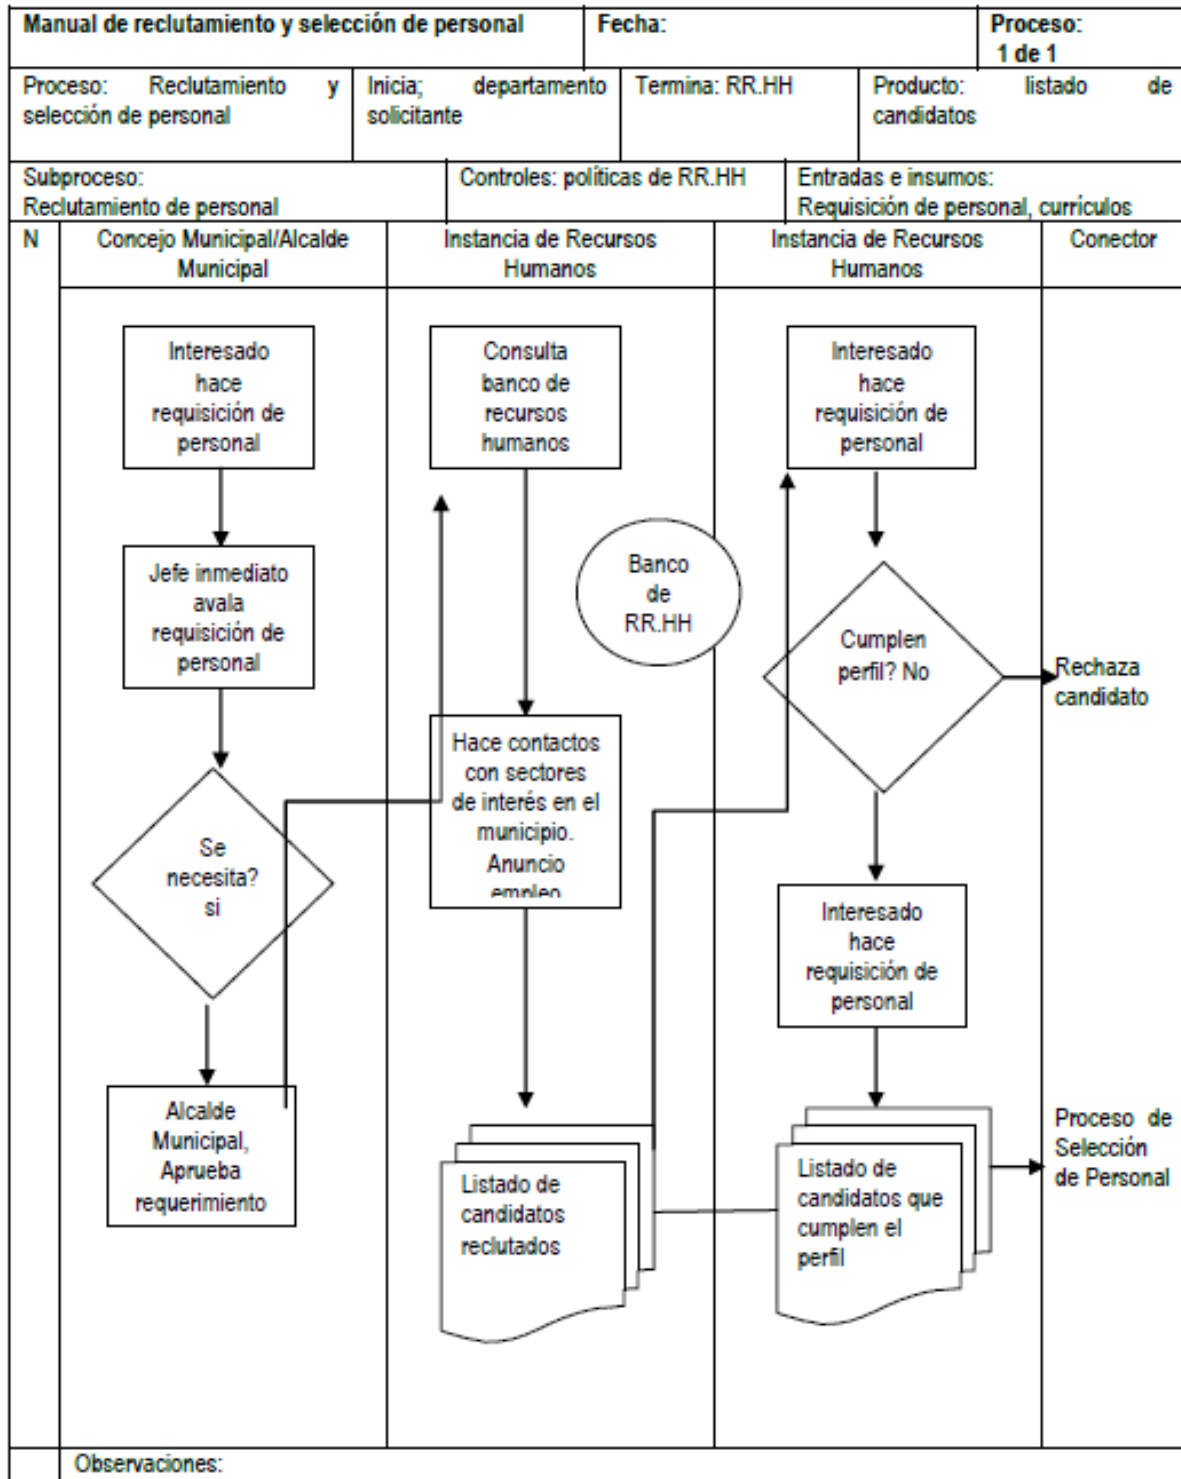 Manual de reclutamiento y selección de personal
Fecha:
Proceso:
1 de 1
Proceso: Reclutamiento y
selección de personal
Inicia; departamento
solicitante
Termina: RR.HH
Producto: listado de
candidatos
Subproceso:
Reclutamiento de personal
Controles: políticas de RR.HH
Entradas e insumos:
Requisición de personal, currículos
N
Concejo Municipal/Alcalde
Municipal
Instancia de Recursos
Humanos
Instancia de Recursos
Humanos
Conector
Interesado
hace
requisición de
personal
Jefe inmediato
avala
requisición de
personal
Se
necesita?
si
Alcalde
Municipal,
Aprueba
requerimiento
Consulta
banco de
recursos
humanos
Banco
de
RR.HH
Hace contactos
con sectores
de interés en el
municipio.
Anuncio
empleo
Listado de
candidatos
reclutados
Interesado
hace
requisición de
personal
Cumplen
perfil? No
Interesado
hace
requisición de
personal
Listado de
candidatos que
cumplen el
perfil
Rechaza
candidato
Proceso de
Selección
de Personal
Observaciones: